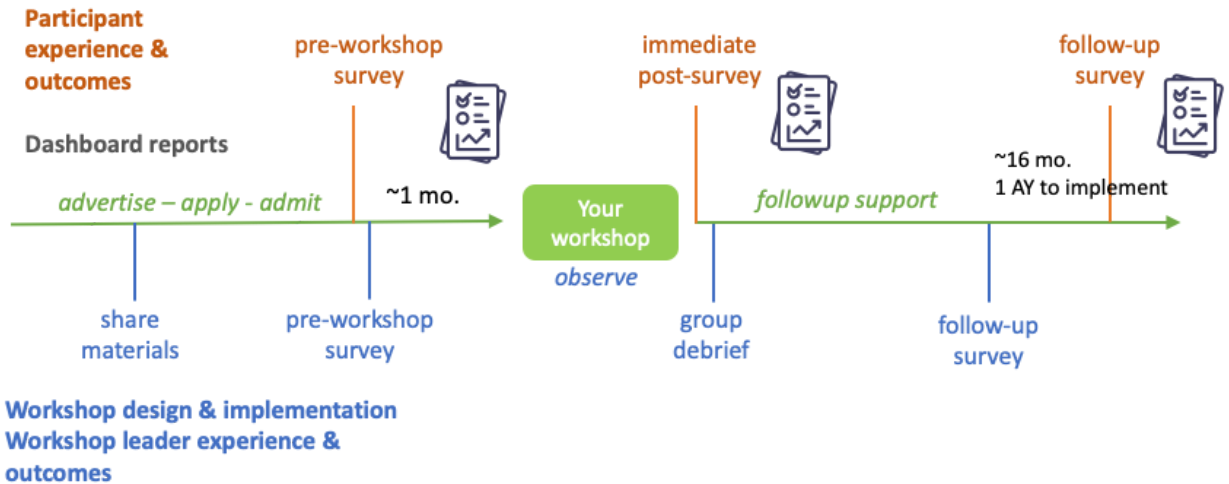 Participant
experience &
outcomes
pre-workshop
survey
immediate
post-survey
follow-up
survey
Dashboard reports
~16 mo.
1 AY to implement
advertise – apply - admit
~1 mo.
Your
workshop
followup support
observe
share
materials
pre-workshop
survey
group
debrief
follow-up
survey
Workshop design & implementation
Workshop leader experience &
outcomes